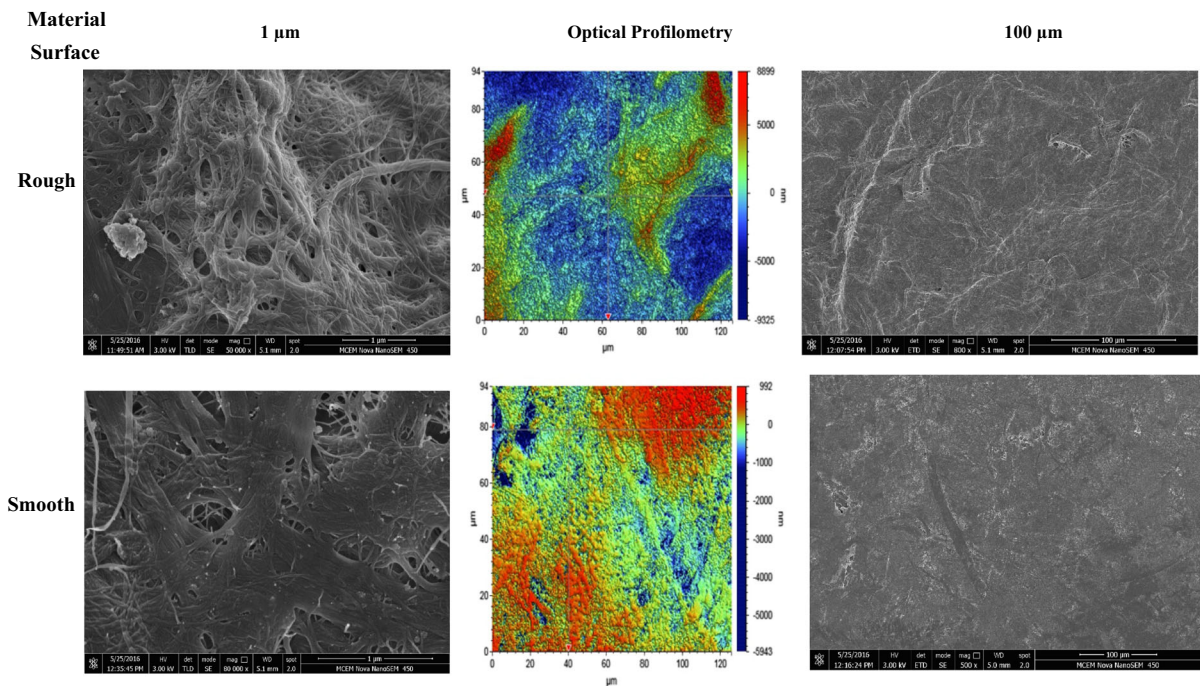 Material
Surface
1 µm
Optical Profilometry
100 µm
Rough
5/25/2016 HV det mode mag WD spot 1 µm
11:49:51 AM 3.00 kV TLD SE 50 000 x 5.1 mm 2.0 MCEM Nova NanoSEM 450
94
80
60
40
20
0
µm
0 20 40 60 80 100 120
µm
8899
5000
0
-5000
-9325
nm
5/25/2016 HV det mode mag WD spot 100 µm
12:07:54 PM 3.00 kV ETD SE 800 x 5.1 mm 2.0 MCEM Nova NanoSEM 450
Smooth
5/25/2016 HV det mode mag WD spot 1 µm
12:35:45 PM 3.00 kV TLD SE 80 000 x 5.1 mm 2.0 MCEM Nova NanoSEM 450
94
80
60
40
20
0
µm
0 20 40 60 80 100 120
µm
992
0
-1000
-2000
-3000
-4000
-5000
-5943
nm
5/25/2016 HV det mode mag WD spot 100 µm
12:16:24 PM 3.00 kV ETD SE 500 x 5.0 mm 2.0 MCEM Nova NanoSEM 450